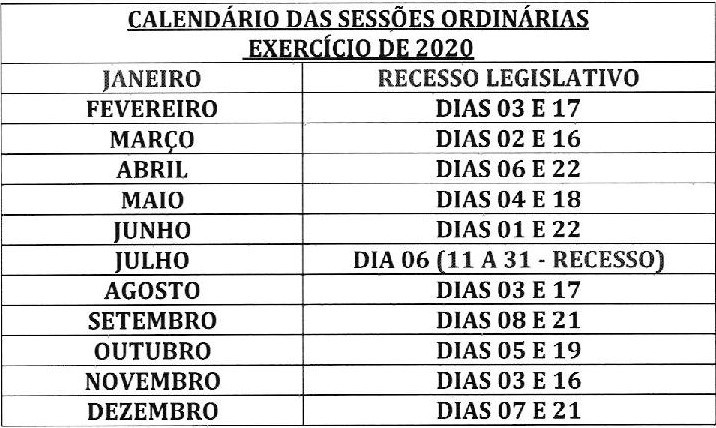 CALENDÁRIO DAS SESSÕES ORDINÁRIAS
EXERCÍCIO DE 2020
JANEIRO RECESSO LEGISLATIVO
FEVEREIRO DIAS 03 E 17
MARÇO DIAS 02 E 16
ABRIL DIAS 06 E 22
MAIO DIAS 04 E 18
JUNHO DIAS 01 E 22
JULHO DIA 06 (11 A 31 - RECESSO)
AGOSTO DIAS 03 E 17
SETEMBRO DIAS 08 E 21
OUTUBRO DIAS 05 E 19
NOVEMBRO DIAS 03 E 16
DEZEMBRO DIAS 07 E 21